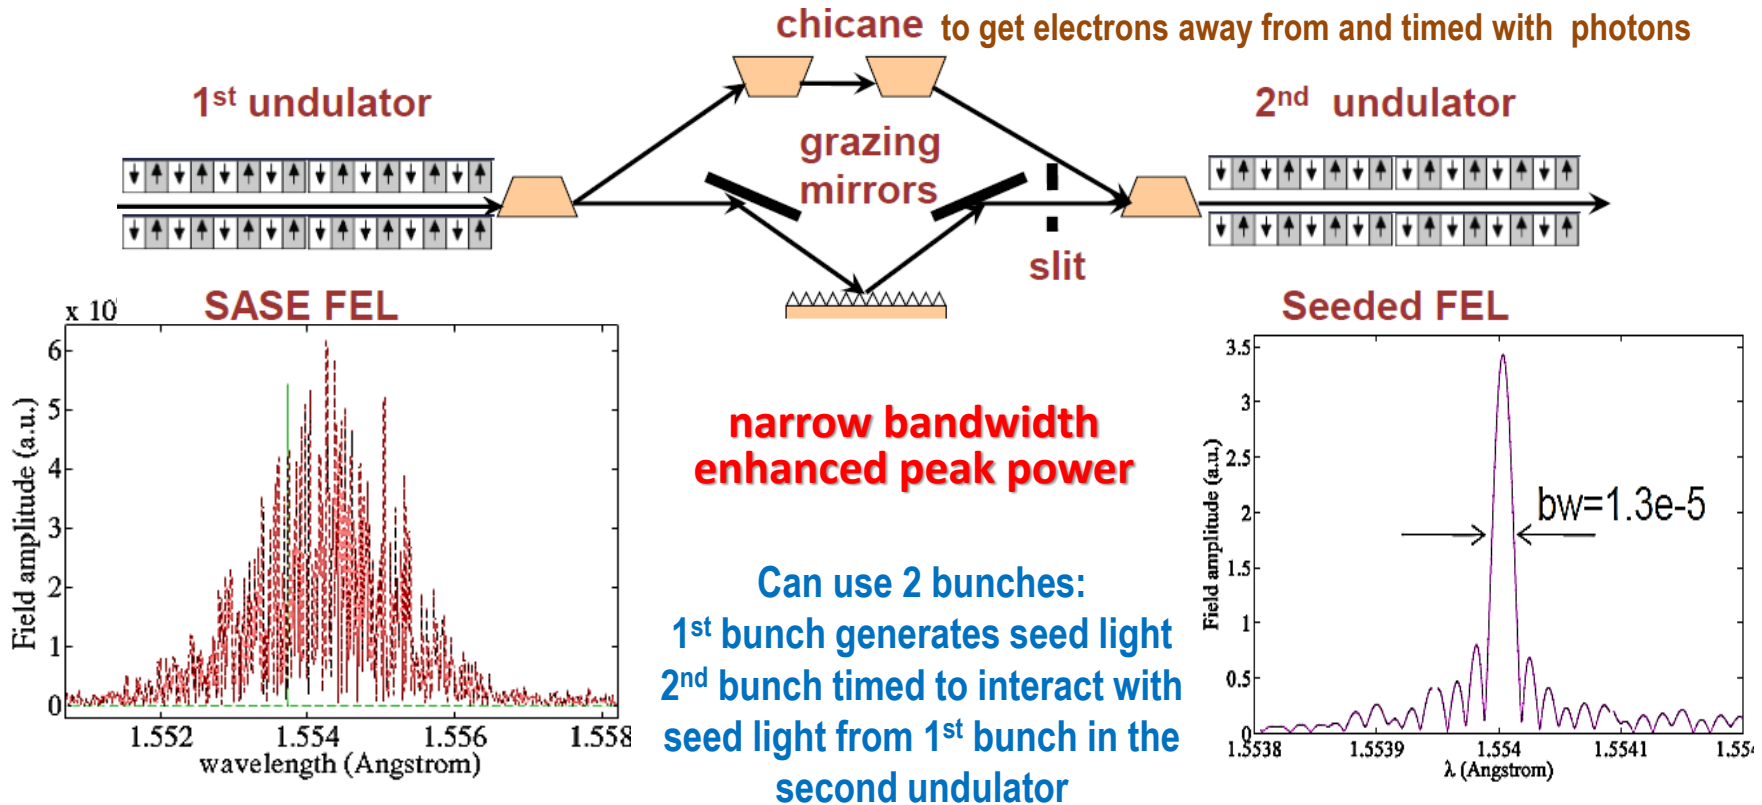 chicane to get electrons away from and timed with photons
1st undulator
2nd undulator
grazing
mirrors
slit
SASE FEL
x 10
6
5
4
3
2
1
0
Field amplitude (a.u.)
1.552 1.554 1.556 1.558
wavelength (Angstrom)
narrow bandwidth
enhanced peak power
Can use 2 bunches:
1st bunch generates seed light
2nd bunch timed to interact with
seed light from 1st bunch in the
second undulator
Seeded FEL
3.5
3
2.5
2
1.5
1
0.5
0
Field amplitude (a.u.)
bw=1.3e-5
1.5538 1.5539 1.554 1.5541
λ (Angstrom)